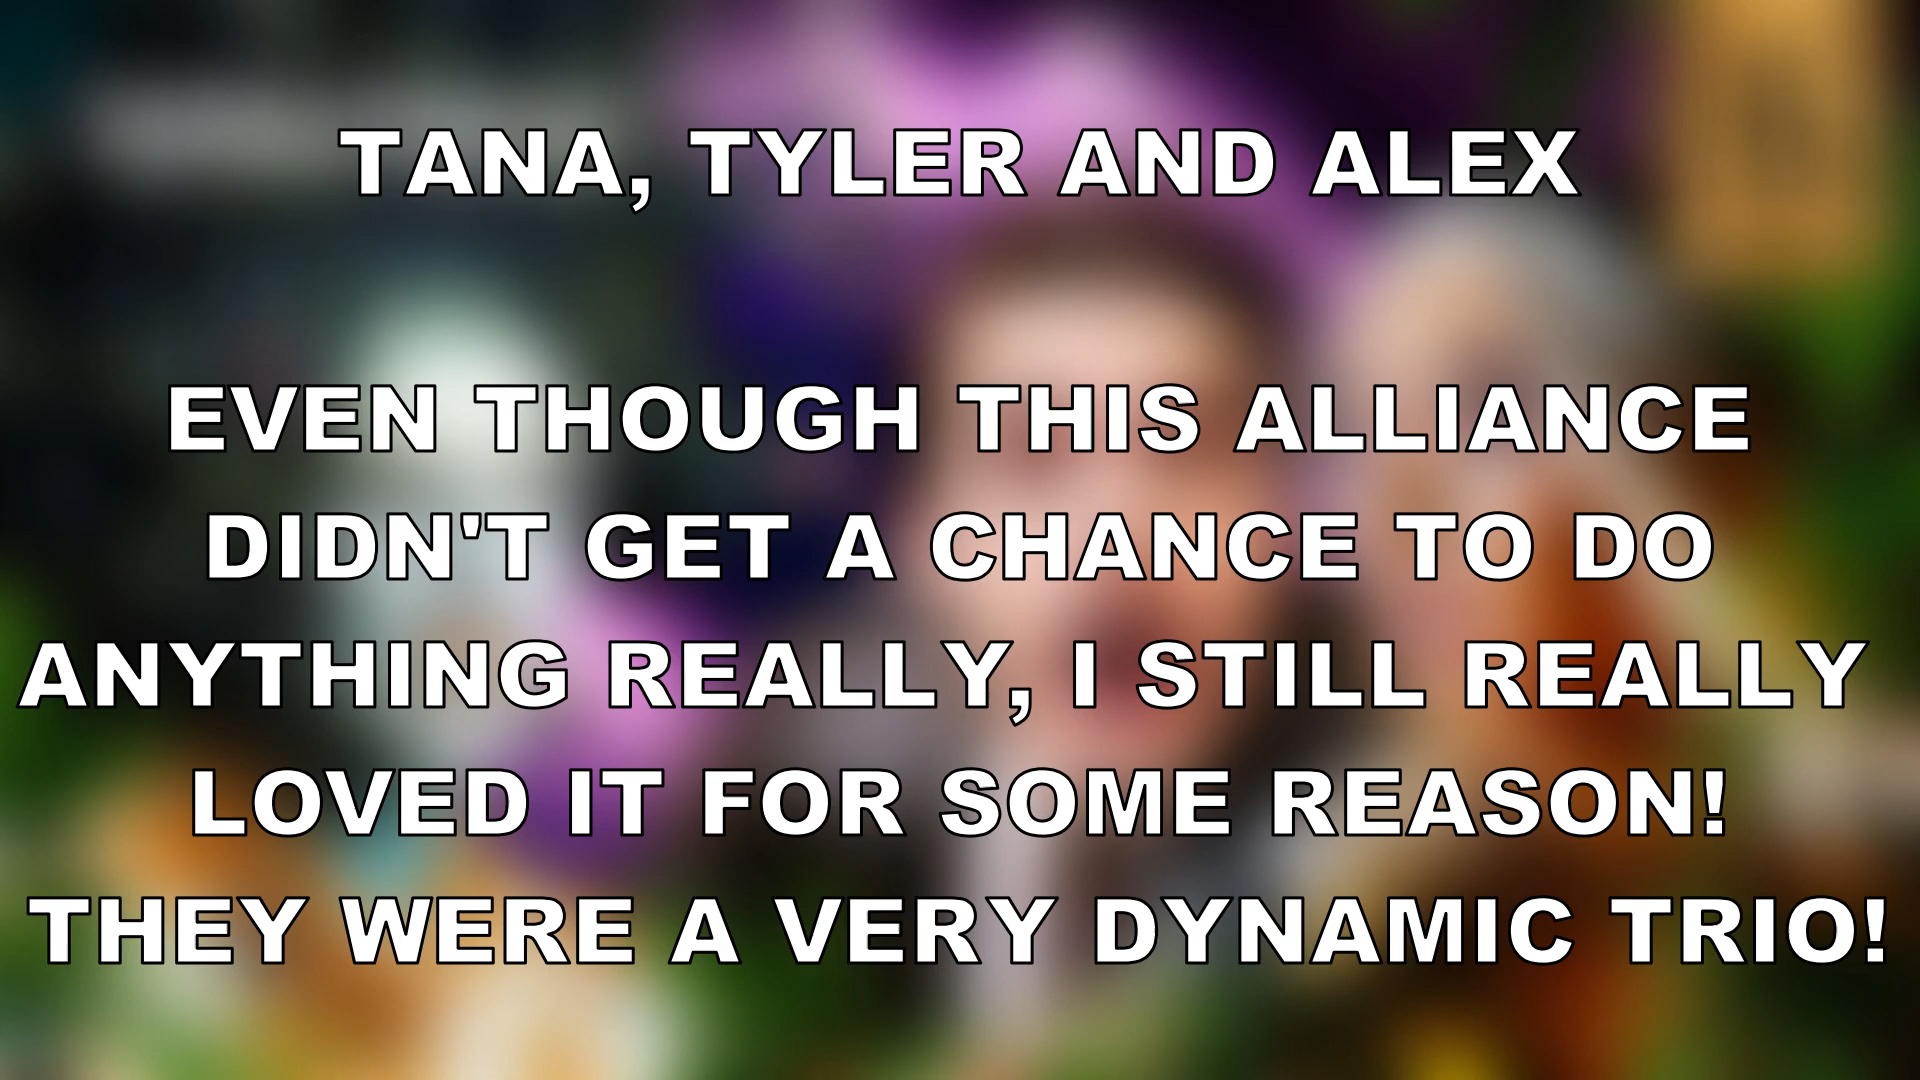 TANA, TYLER AND ALEX
EVEN THOUGH THIS ALLIANCE
DIDN'T GET A CHANCE TO DO
ANYTHING REALLY, I STILL REALLY
LOVED IT FOR SOME REASON!
THEY WERE A VERY DYNAMIC TRIO!